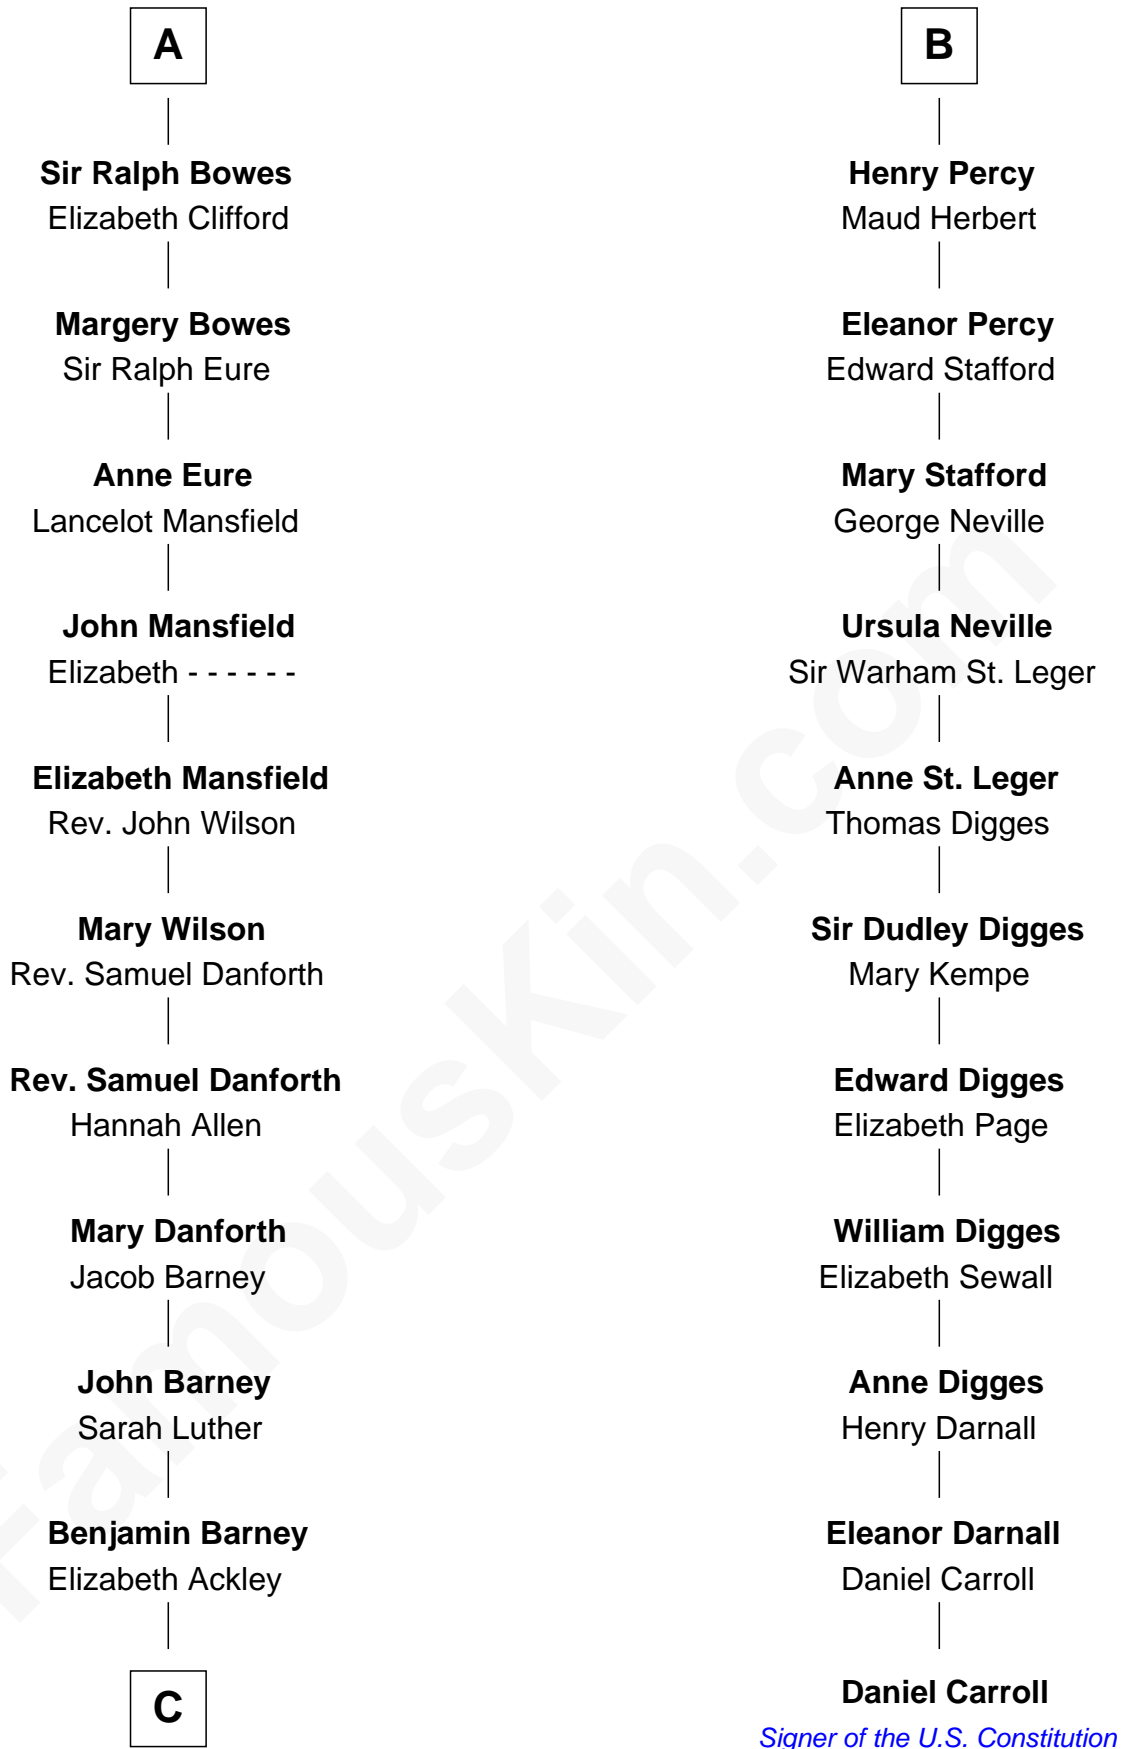 A
Sir Ralph Bowes
Elizabeth Clifford
Margery Bowes
Sir Ralph Eure
Anne Eure
Lancelot Mansfield
John Mansfield
Elizabeth - - - - - -
Elizabeth Mansfield
Rev. John Wilson
Mary Wilson
Rev. Samuel Danforth
Rev. Samuel Danforth
Hannah Allen
Mary Danforth
Jacob Barney
John Barney
Sarah Luther
Benjamin Barney
Elizabeth Ackley
C
B
Henry Percy
Maud Herbert
Eleanor Percy
Edward Stafford
Mary Stafford
George Neville
Ursula Neville
Sir Warham St. Leger
Anne St. Leger
Thomas Digges
Sir Dudley Digges
Mary Kempe
Edward Digges
Elizabeth Page
William Digges
Elizabeth Sewall
Anne Digges
Henry Darnall
Eleanor Darnall
Daniel Carroll
Daniel Carroll
Signer of the U.S. Constitution
FamousKin.com